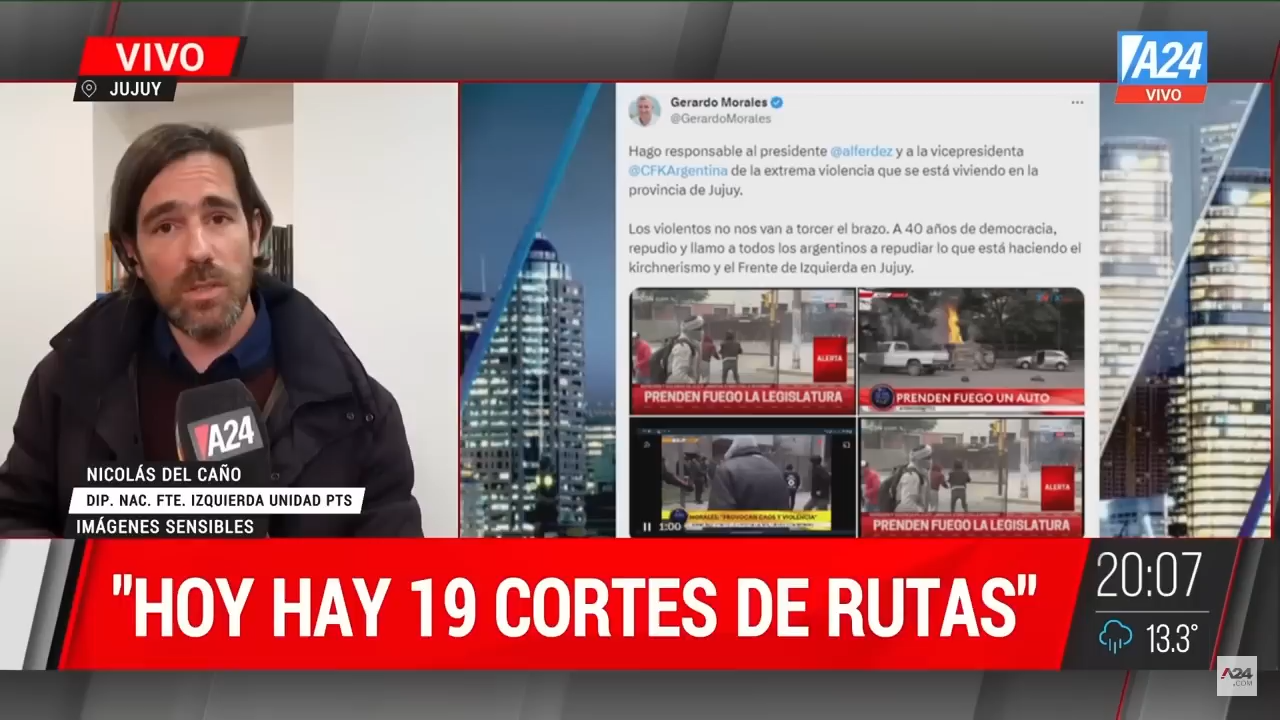 VIVO
JUJUY
A24
VIVO
Gerardo Morales
@GerardoMorales
Hago responsable al presidente @alferdez y a la vicepresidenta
@CFKArgentina de la extrema violencia que se está viviendo en la
provincia de Jujuy.
Los violentos no nos van a torcer el brazo. A 40 años de democracia,
repudio y llamo a todos los argentinos a repudiar lo que está haciendo el
kirchnerismo y el Frente de Izquierda en Jujuy.
ALERTA
PRENDEN FUEGO LA LEGISLATURA
PRENDEN FUEGO UN AUTO
1:00
MORALES: "PROVOCAN CAOS Y VIOLENCIA"
ALERTA
PRENDEN FUEGO LA LEGISLATURA
A24
NICOLÁS DEL CAÑO
DIP. NAC. FTE. IZQUIERDA UNIDAD PTS
IMÁGENES SENSIBLES
"HOY HAY 19 CORTES DE RUTAS"
20:07
13.3°
A24
.COM